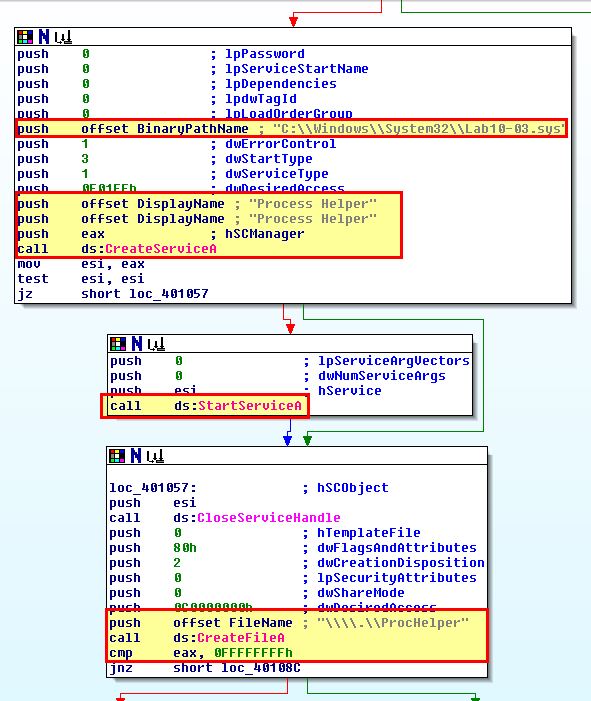 push 0 ; lpPassword
push 0 ; lpServiceStartName
push 0 ; lpDependencies
push 0 ; lpdwTagId
push 0 ; lpLoadOrderGroup
push offset BinaryPathName ; "C:\\Windows\\System32\\Lab10-03.sys"
push 1 ; dwErrorControl
push 3 ; dwStartType
push 1 ; dwServiceType
push 0F01FFh ; dwDesiredAccess
push offset DisplayName ; "Process Helper"
push offset DisplayName ; "Process Helper"
push eax ; hSCManager
call ds:CreateServiceA
mov esi, eax
test esi, esi
jz short loc_401057
push 0 ; lpServiceArgVectors
push 0 ; dwNumServiceArgs
push esi ; hService
call ds:StartServiceA
loc_401057: ; hSCObject
push esi
call ds:CloseServiceHandle
push 0 ; hTemplateFile
push 80h ; dwFlagsAndAttributes
push 2 ; dwCreationDisposition
push 0 ; lpSecurityAttributes
push 0 ; dwShareMode
push 0C0000000h ; dwDesiredAccess
push offset FileName ; "\\\\.\\ProcHelper"
call ds:CreateFileA
cmp eax, 0FFFFFFFFh
jnz short loc_40108C